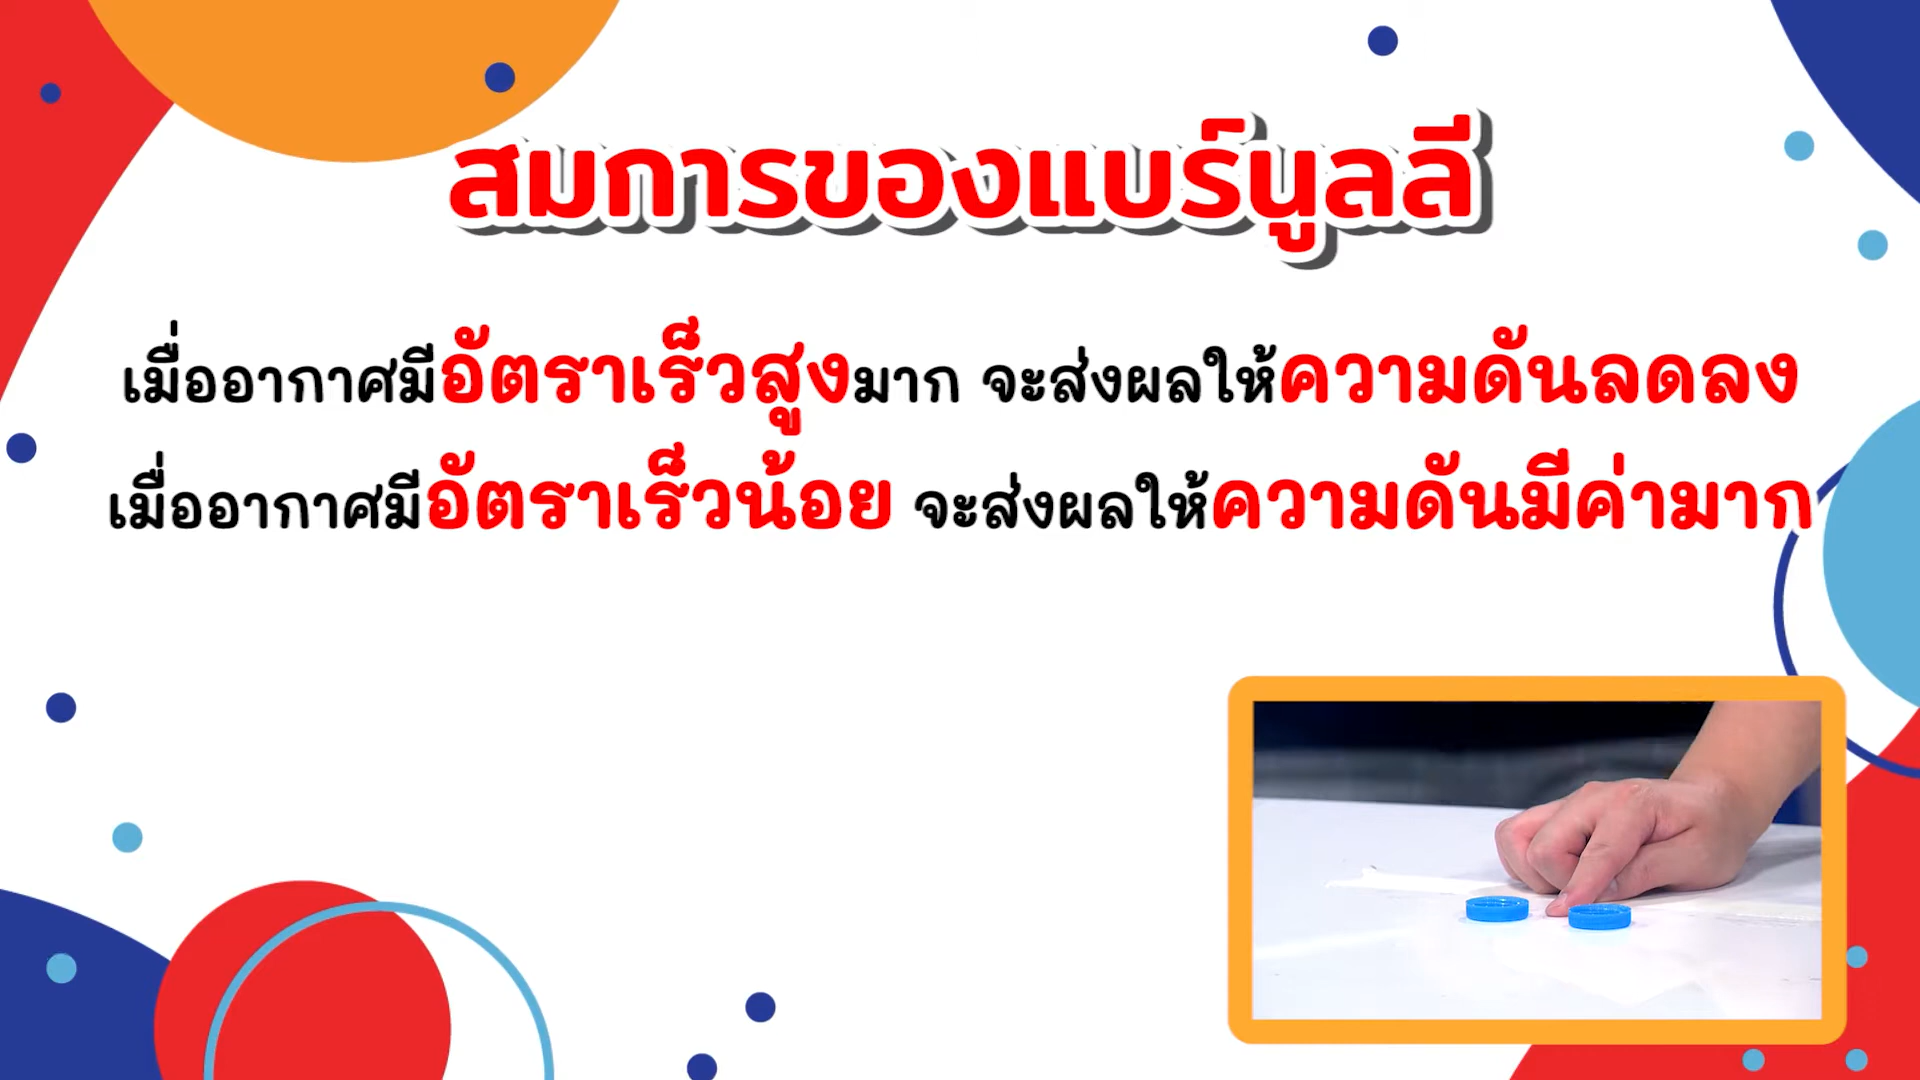 สมการของแบร์นูลลี
เมื่ออากาศมีอัตราเร็วสูงมาก จะส่งผลให้ความดันลดลง
เมื่ออากาศมีอัตราเร็วน้อย จะส่งผลให้ความดันมีค่ามาก